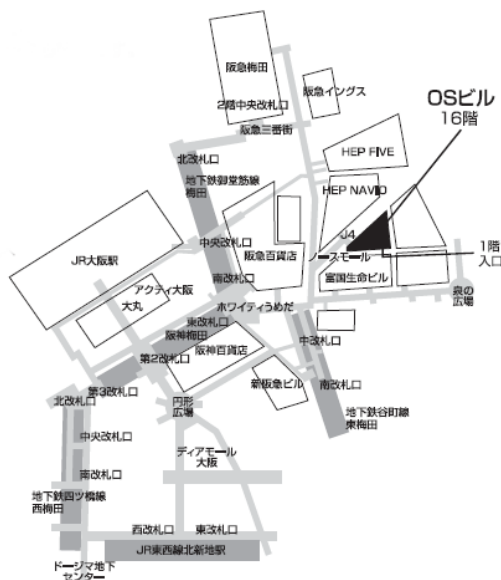 阪急梅田
2階中央改札口
阪急イングス
阪急三番街
OSビル
16階
北改札口
地下鉄御堂筋線
梅田
HEP FIVE
HEP NAVIO
J4
中央改札口
阪急百貨店
ノースモール
1階
入口
JR大阪駅
アクティ大阪
大丸
南改札口
富国生命ビル
泉の
広場
ホワイティうめだ
東改札口
阪神梅田
第2改札口
阪神百貨店
中改札口
第3改札口
北改札口
円形
広場
新阪急ビル
南改札口
地下鉄谷町線
東梅田
中央改札口
ディアモール
大阪
南改札口
地下鉄四ツ橋線
西梅田
西改札口
東改札口
JR東西線北新地駅
ドージマ地下
センター